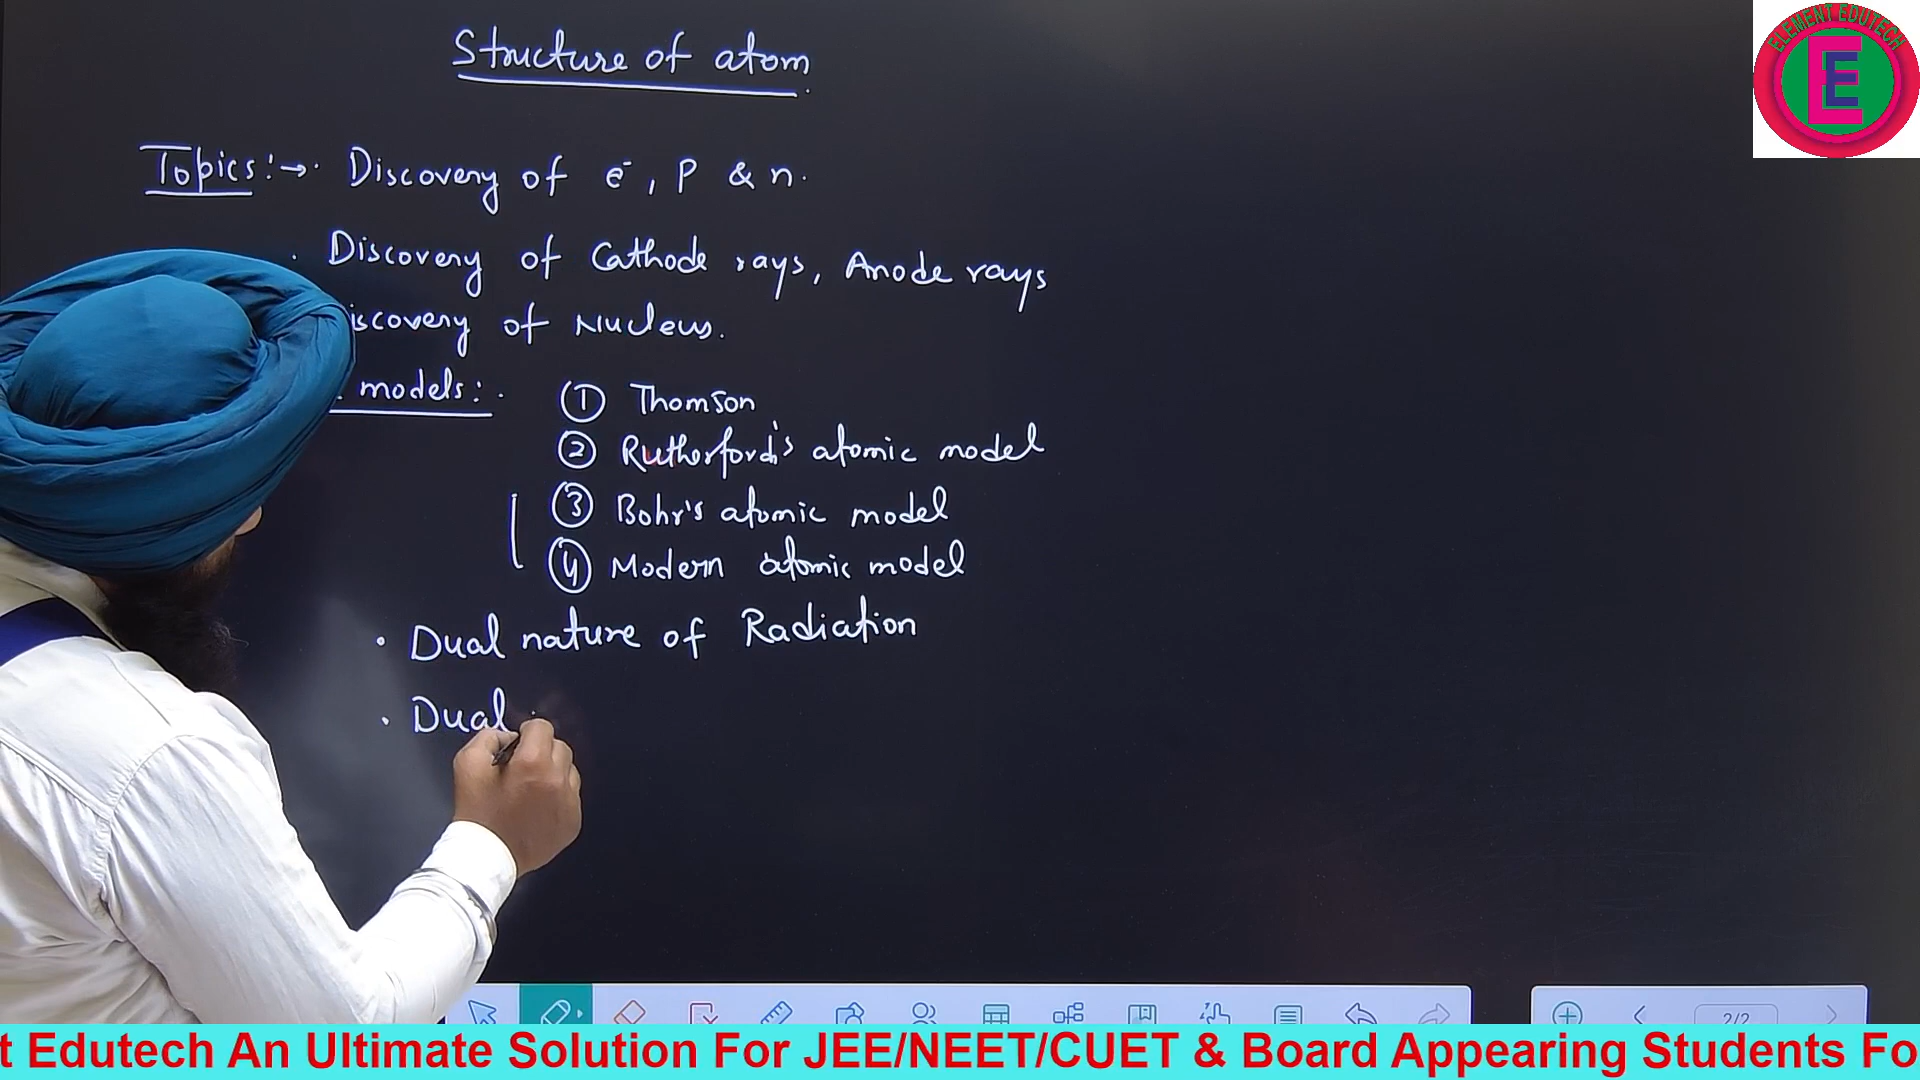 Structure of atom
Topics:→ · Discovery of e⁻, P & n.
· Discovery of Cathode rays, Anode rays
iscovery of Nucleus.
models:·
① Thomson
② Rutherford's atomic model
③ Bohr's atomic model
④ Modern atomic model
· Dual nature of Radiation
· Dual
ELEMENT EDUTECH
E
2/2
t Edutech An Ultimate Solution For JEE/NEET/CUET & Board Appearing Students Fo